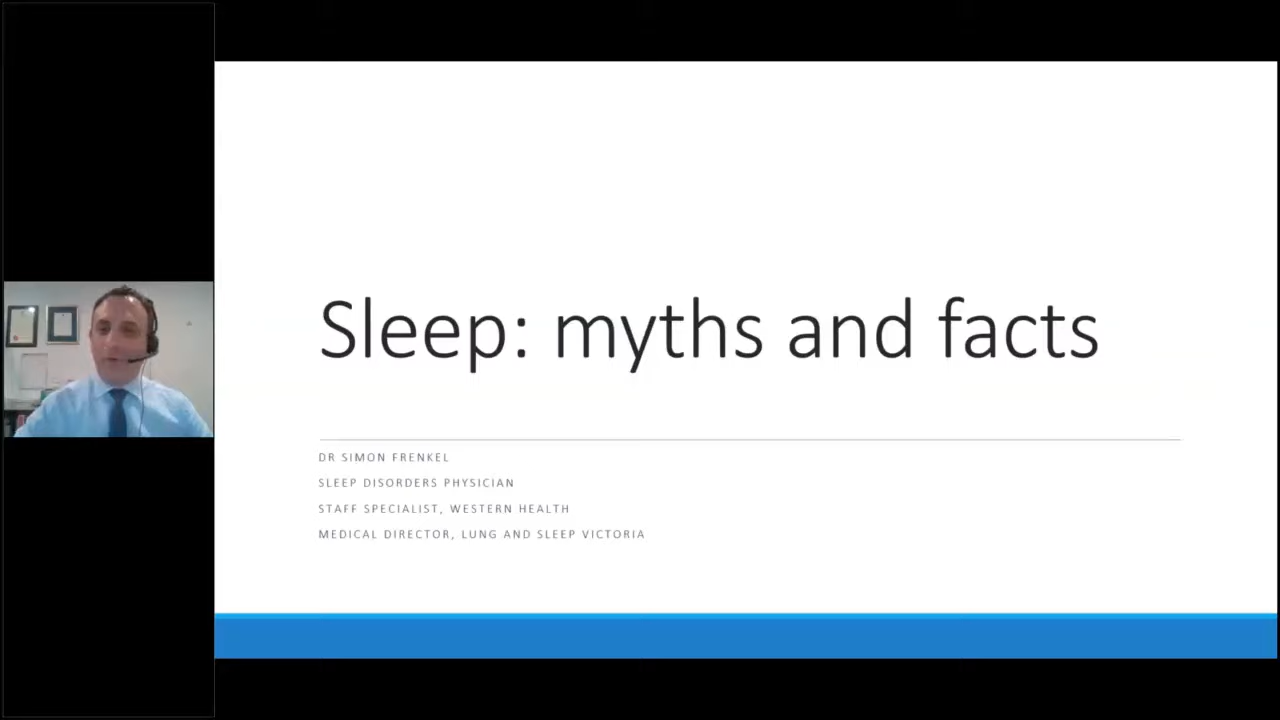 Sleep: myths and facts
DR SIMON FRENKEL
SLEEP DISORDERS PHYSICIAN
STAFF SPECIALIST, WESTERN HEALTH
MEDICAL DIRECTOR, LUNG AND SLEEP VICTORIA